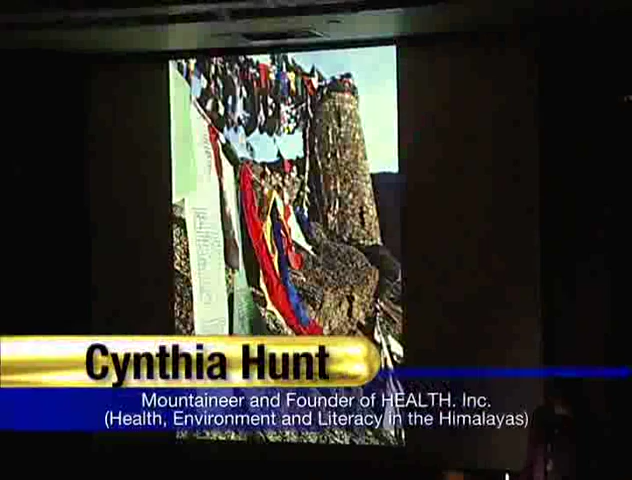 Cynthia Hunt
Mountaineer and Founder of HEALTH. Inc.
(Health, Environment and Literacy in the Himalayas)